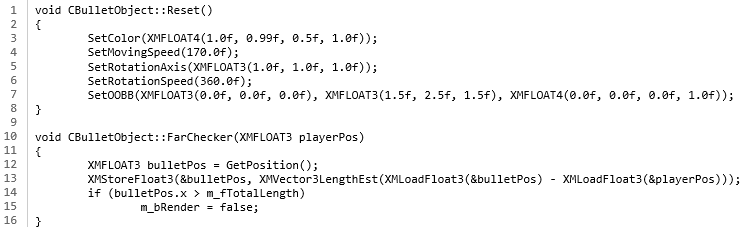 1 void CBulletObject::Reset()
2 {
3 SetColor(XMFLOAT4(1.0f, 0.99f, 0.5f, 1.0f));
4 SetMovingSpeed(170.0f);
5 SetRotationAxis(XMFLOAT3(1.0f, 1.0f, 1.0f));
6 SetRotationSpeed(360.0f);
7 SetOOBB(XMFLOAT3(0.0f, 0.0f, 0.0f), XMFLOAT3(1.5f, 2.5f, 1.5f), XMFLOAT4(0.0f, 0.0f, 0.0f, 1.0f));
8 }
9
10 void CBulletObject::FarChecker(XMFLOAT3 playerPos)
11 {
12 XMFLOAT3 bulletPos = GetPosition();
13 XMStoreFloat3(&bulletPos, XMVector3LengthEst(XMLoadFloat3(&bulletPos) - XMLoadFloat3(&playerPos)));
14 if (bulletPos.x > m_fTotalLength)
15 m_bRender = false;
16 }